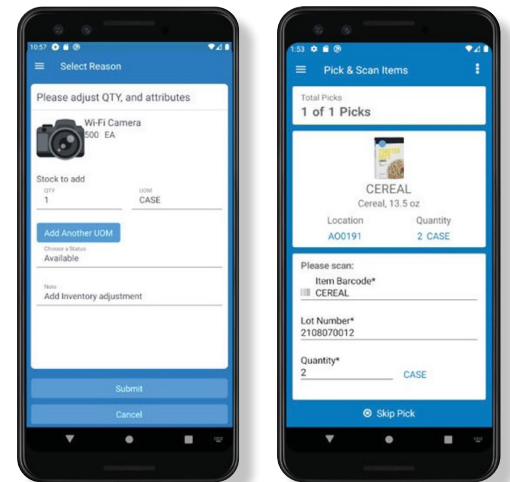 10:57
Select Reason
Please adjust QTY, and attributes
Wi-Fi Camera
500 EA
Stock to add
QTY
UOM
1
CASE
Add Another UOM
Choose a Status
Available
Note
Add Inventory adjustment
Submit
Cancel
1:53
Pick & Scan Items
Total Picks
1 of 1 Picks
CEREAL
Cereal, 13.5 oz
Location
Quantity
AO0191
2 CASE
Please scan:
Item Barcode*
CEREAL
Lot Number*
2108070012
Quantity*
2
CASE
Skip Pick